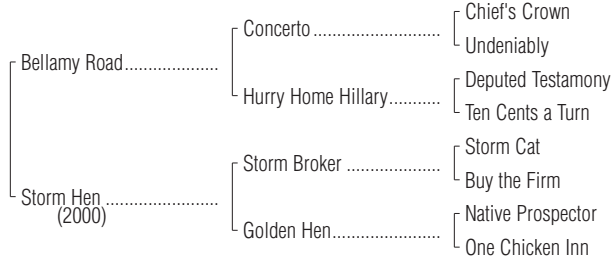 Chief's Crown
Concerto ..........................
Undeniably
Bellamy Road...................
Deputed Testamony
Hurry Home Hillary...........
Ten Cents a Turn
Storm Cat
Storm Broker ...................
Buy the Firm
Storm Hen .......................
(2000)
Native Prospector
Golden Hen......................
One Chicken Inn